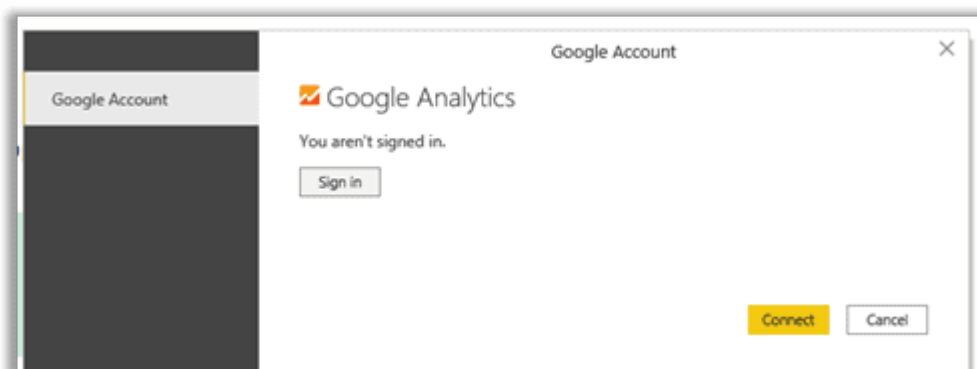 Google Account
Google Account
Google Analytics
You aren't signed in.
Sign in
Connect Cancel